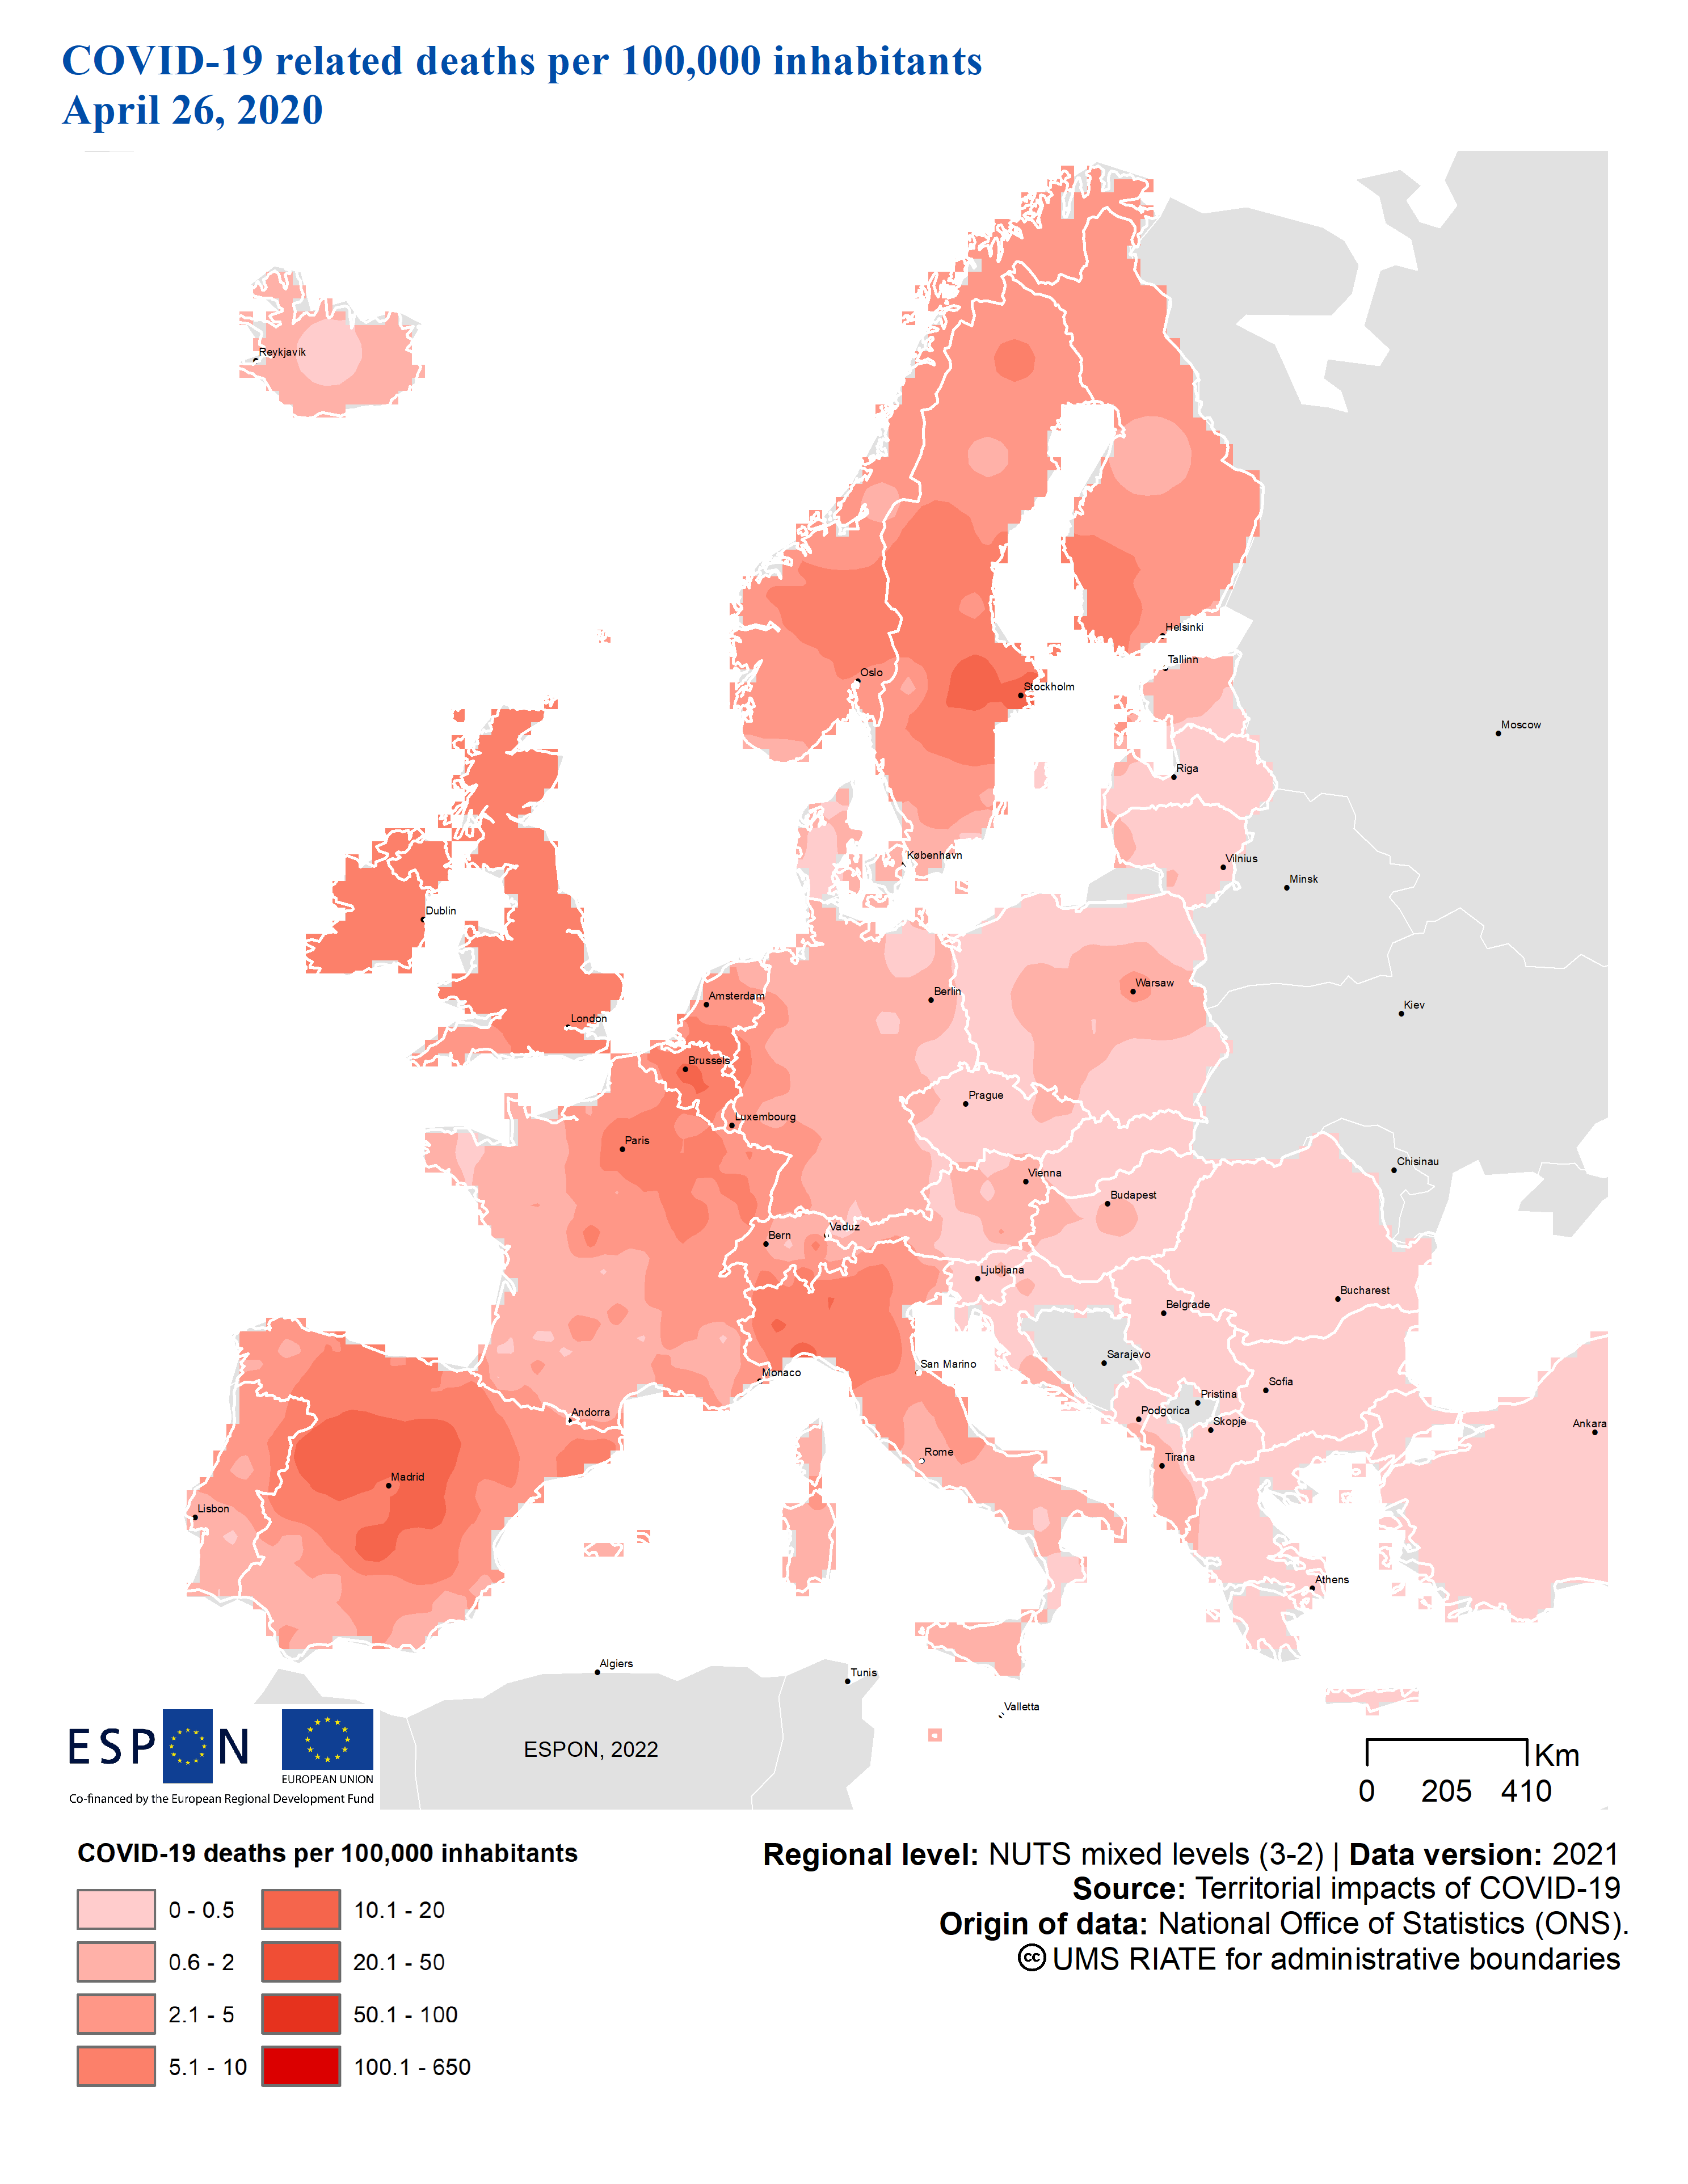 COVID-19 related deaths per 100,000 inhabitants
April 26, 2020
Reykjavík
Helsinki
Tallinn
Oslo
Stockholm
Moscow
Riga
København
Vilnius
Minsk
Dublin
Amsterdam
Berlin
Warsaw
Kiev
London
Brussels
Prague
Luxembourg
Paris
Chisinau
Vienna
Budapest
Vaduz
Bern
Ljubljana
Bucharest
Belgrade
Sarajevo
San Marino
Monaco
Sofia
Pristina
Andorra
Podgorica
Skopje
Ankara
Rome
Tirana
Madrid
Lisbon
Athens
Algiers
Tunis
Valletta
ESPON
EUROPEAN UNION
Co-financed by the European Regional Development Fund
ESPON, 2022
Km
0 205 410
COVID-19 deaths per 100,000 inhabitants
0 - 0.5
0.6 - 2
2.1 - 5
5.1 - 10
10.1 - 20
20.1 - 50
50.1 - 100
100.1 - 650
Regional level: NUTS mixed levels (3-2) | Data version: 2021
Source: Territorial impacts of COVID-19
Origin of data: National Office of Statistics (ONS).
cc UMS RIATE for administrative boundaries